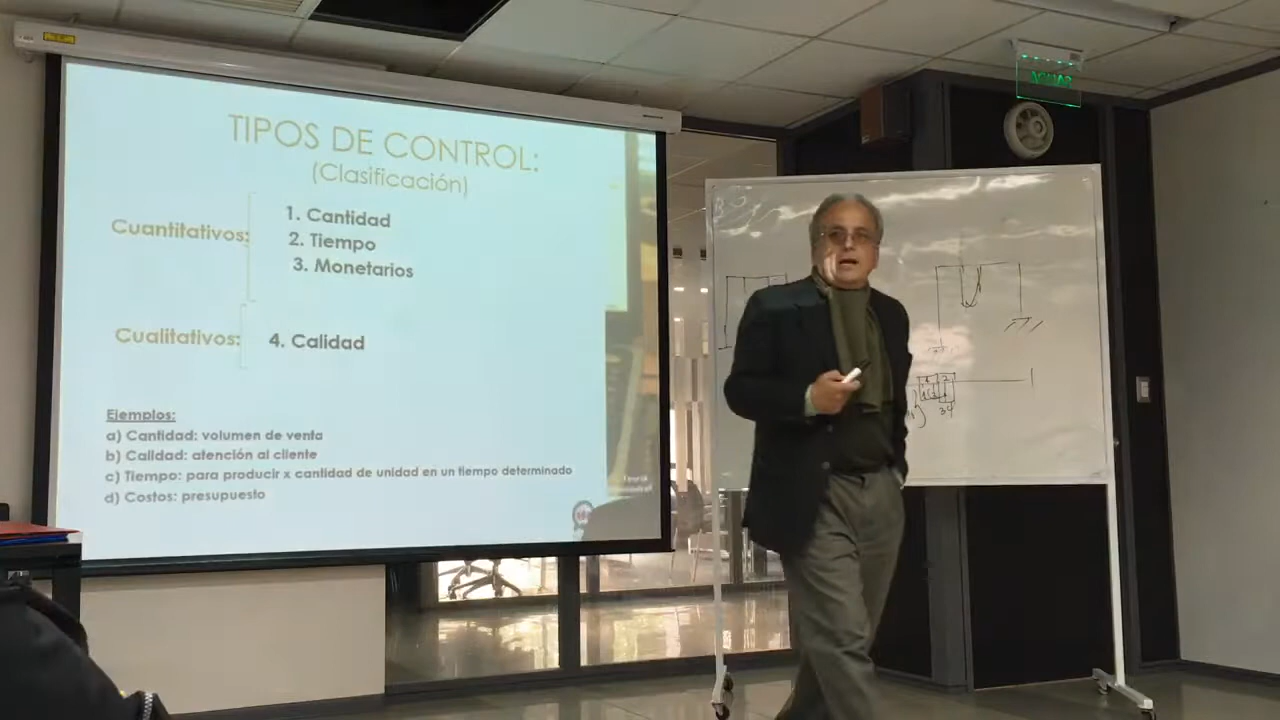 TIPOS DE CONTROL:
(Clasificación)
Cuantitativos:
1. Cantidad
2. Tiempo
3. Monetarios
Cualitativos:
4. Calidad
Ejemplos:
a) Cantidad: volumen de venta
b) Calidad: atención al cliente
c) Tiempo: para producir x cantidad de unidad en un tiempo determinado
d) Costos: presupuesto